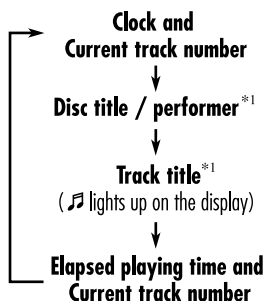 Clock and
Current track number
Disc title / performer *1
Track title*1
(♫ lights up on the display)
Elapsed playing time and
Current track number